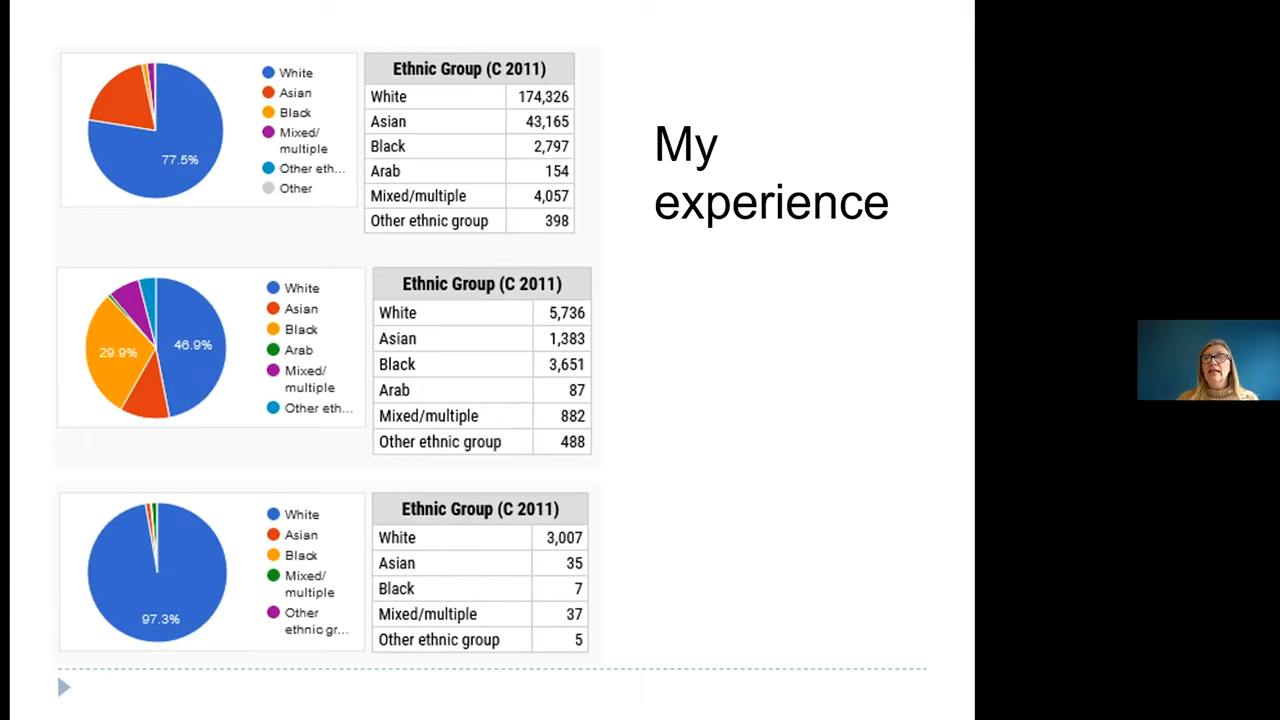 White
Asian
Black
Mixed/
multiple
Other eth...
Other
77.5%
Ethnic Group (C 2011)
White 174,326
Asian 43,165
Black 2,797
Arab 154
Mixed/multiple 4,057
Other ethnic group 398
My
experience
White
Asian
Black
Arab
Mixed/
multiple
Other eth...
29.9%
46.9%
Ethnic Group (C 2011)
White 5,736
Asian 1,383
Black 3,651
Arab 87
Mixed/multiple 882
Other ethnic group 488
White
Asian
Black
Mixed/
multiple
Other
ethnic gr...
97.3%
Ethnic Group (C 2011)
White 3,007
Asian 35
Black 7
Mixed/multiple 37
Other ethnic group 5